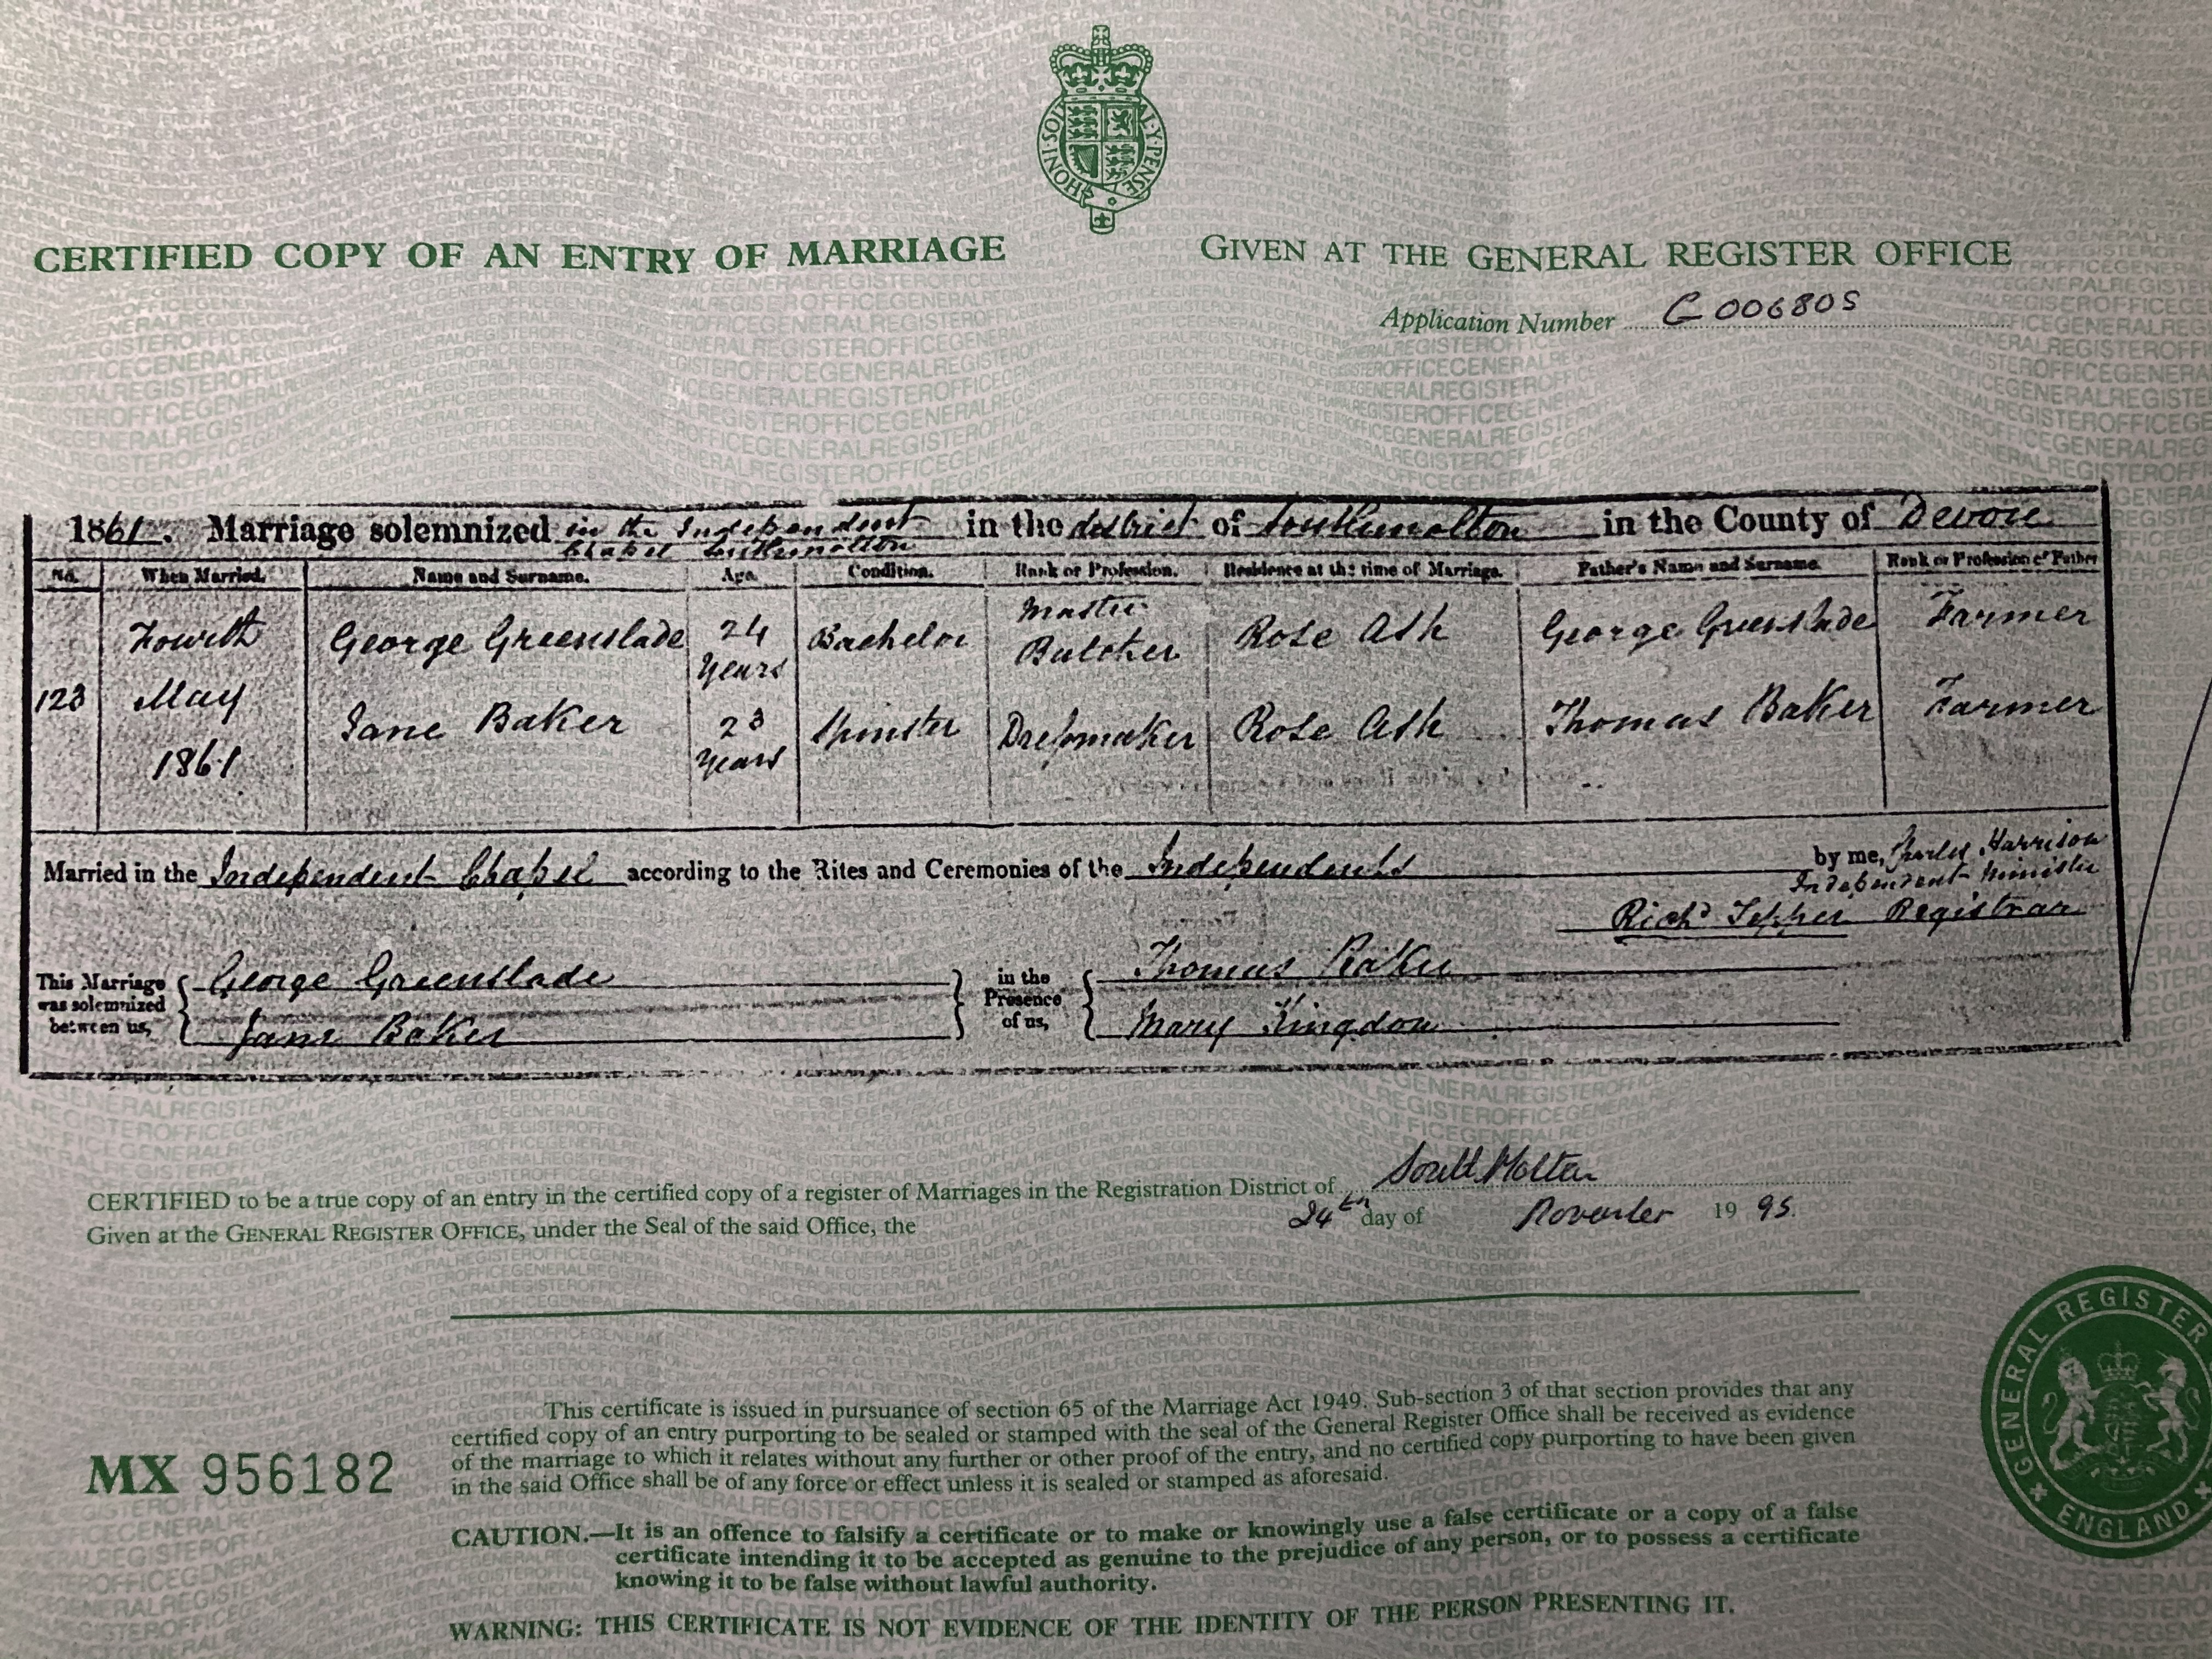 HONI·SOI
AL·Y·PENSE
CERTIFIED COPY OF AN ENTRY OF MARRIAGE
GIVEN AT THE GENERAL REGISTER OFFICE
Application Number G 006805
1861. Marriage solemnized in the Independent Chapel Southmolton in the district of Southmolton in the County of Devon
No. When Married. Name and Surname. Age. Condition. Rank or Profession. Residence at the time of Marriage. Father's Name and Surname. Rank or Profession of Father
123 Fourth May 1861
George Greenslade 24 Years Bachelor Master Butcher Rose Ash George Greenslade Farmer
Jane Baker 23 Years Spinster Dressmaker Rose Ash Thomas Baker Farmer
Married in the Independent Chapel according to the Rites and Ceremonies of the Independents by me, Charles Harrison
Independent Minister
Richd Tepper Registrar
This Marriage was solemnized between us, George Greenslade
Jane Baker
in the Presence of us, Thomas Baker
Mary Kingdon
CERTIFIED to be a true copy of an entry in the certified copy of a register of Marriages in the Registration District of South Molton
Given at the GENERAL REGISTER OFFICE, under the Seal of the said Office, the 24th day of November 1995.
This certificate is issued in pursuance of section 65 of the Marriage Act 1949. Sub-section 3 of that section provides that any
certified copy of an entry purporting to be sealed or stamped with the seal of the General Register Office shall be received as evidence
of the marriage to which it relates without any further or other proof of the entry, and no certified copy purporting to have been given
in the said Office shall be of any force or effect unless it is sealed or stamped as aforesaid.
MX 956182
CAUTION.—It is an offence to falsify a certificate or to make or knowingly use a false certificate or a copy of a false
certificate intending it to be accepted as genuine to the prejudice of any person, or to possess a certificate
knowing it to be false without lawful authority.
WARNING: THIS CERTIFICATE IS NOT EVIDENCE OF THE IDENTITY OF THE PERSON PRESENTING IT.
GENERAL REGISTER
ENGLAND